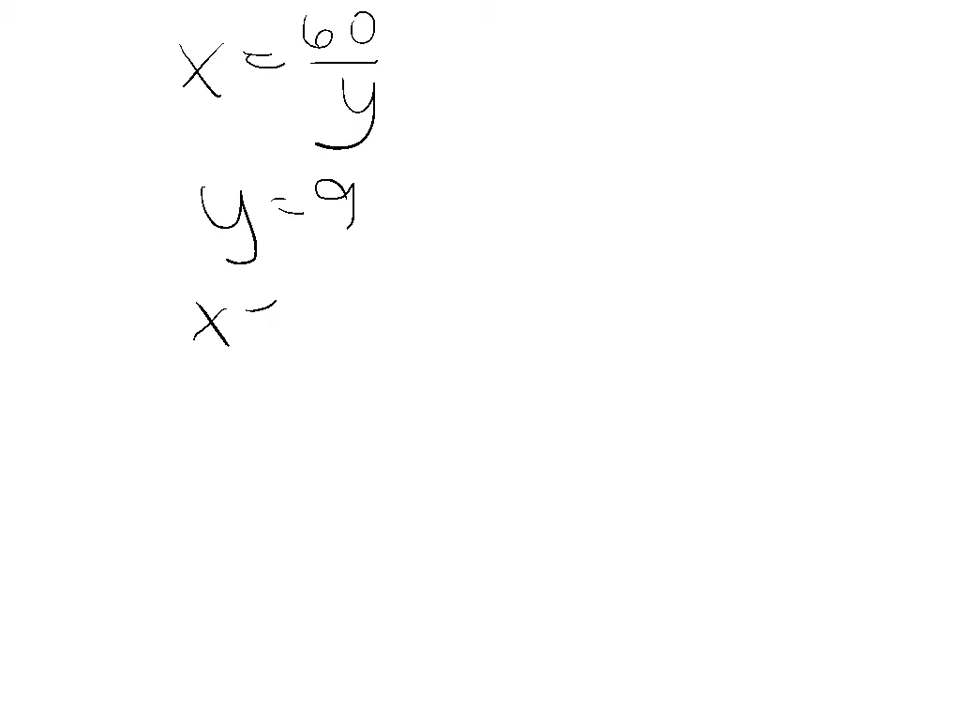 x = 60/y
y = 9
x -